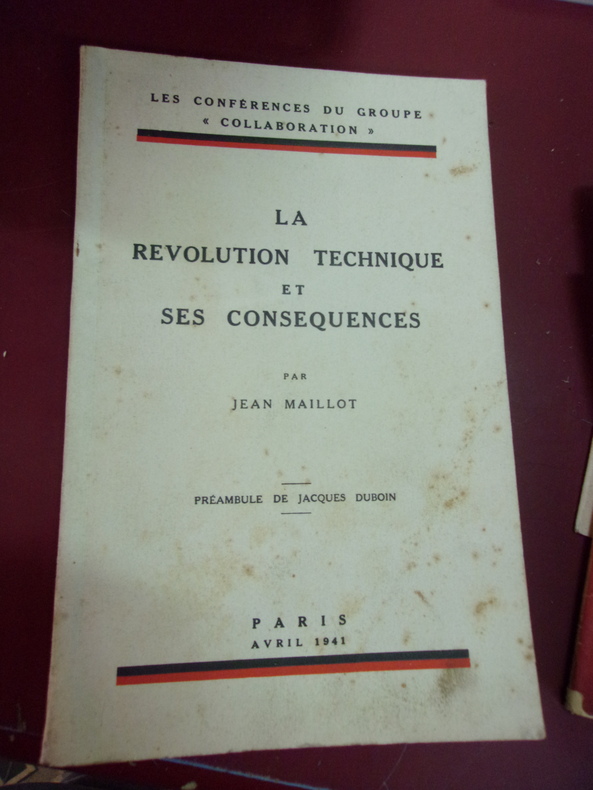 LES CONFÉRENCES DU GROUPE
« COLLABORATION »
LA
REVOLUTION TECHNIQUE
ET
SES CONSEQUENCES
PAR
JEAN MAILLOT
PRÉAMBULE DE JACQUES DUBOIN
PARIS
AVRIL 1941